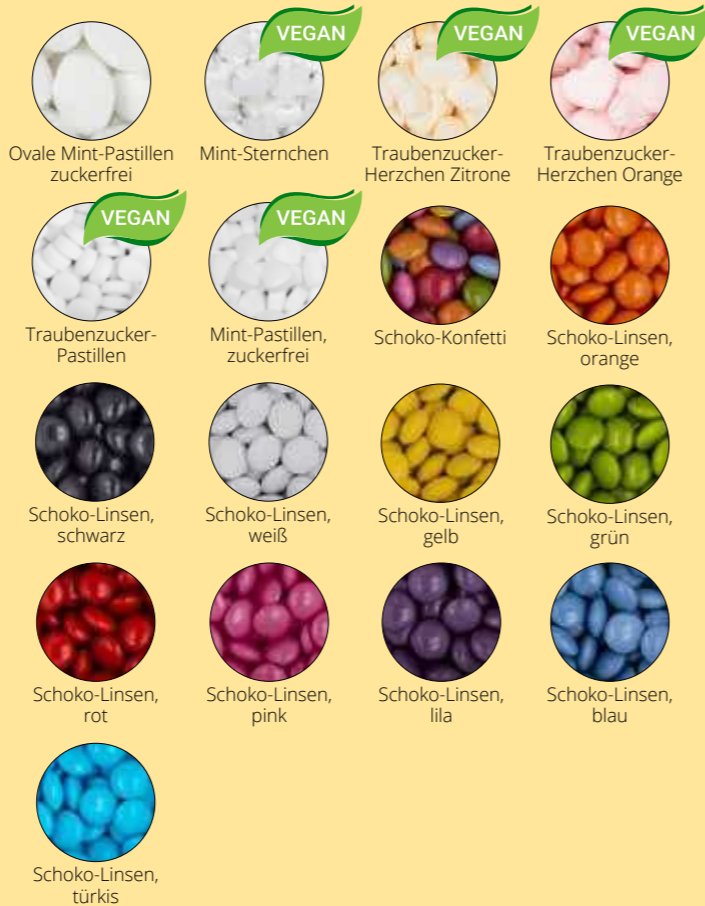 VEGAN
VEGAN
VEGAN
Ovale Mint-Pastillen
zuckerfrei
Mint-Sternchen
Traubenzucker-
Herzchen Zitrone
Traubenzucker-
Herzchen Orange
VEGAN
VEGAN
Traubenzucker-
Pastillen
Mint-Pastillen,
zuckerfrei
Schoko-Konfetti
Schoko-Linsen,
orange
Schoko-Linsen,
schwarz
Schoko-Linsen,
weiß
Schoko-Linsen,
gelb
Schoko-Linsen,
grün
Schoko-Linsen,
rot
Schoko-Linsen,
pink
Schoko-Linsen,
lila
Schoko-Linsen,
blau
Schoko-Linsen,
türkis